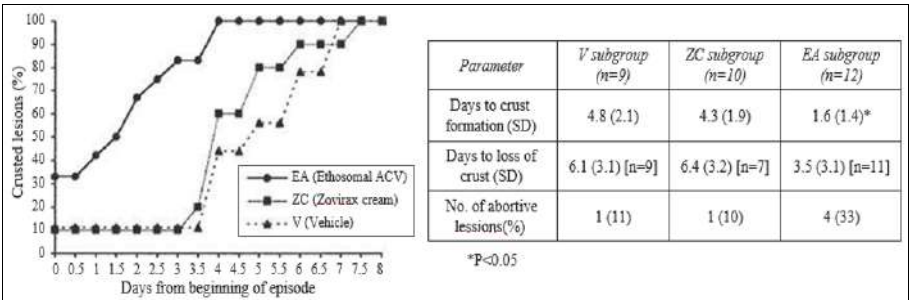 Crusted lesions (%)
100
90
80
70
60
50
40
30
20
10
0
0 0.5 1 1.5 2 2.5 3 3.5 4 4.5 5 5.5 6 6.5 7 7.5 8
Days from beginning of episode
EA (Ethosomal ACV)
ZC (Zovirax cream)
V (Vehicle)
Parameter
V subgroup
(n=9)
ZC subgroup
(n=10)
EA subgroup
(n=12)
Days to crust
formation (SD)
4.8 (2.1)
4.3 (1.9)
1.6 (1.4)*
Days to loss of
crust (SD)
6.1 (3.1) [n=9]
6.4 (3.2) [n=7]
3.5 (3.1) [n=11]
No. of abortive
lessions(%)
1 (11)
1 (10)
4 (33)
*P<0.05